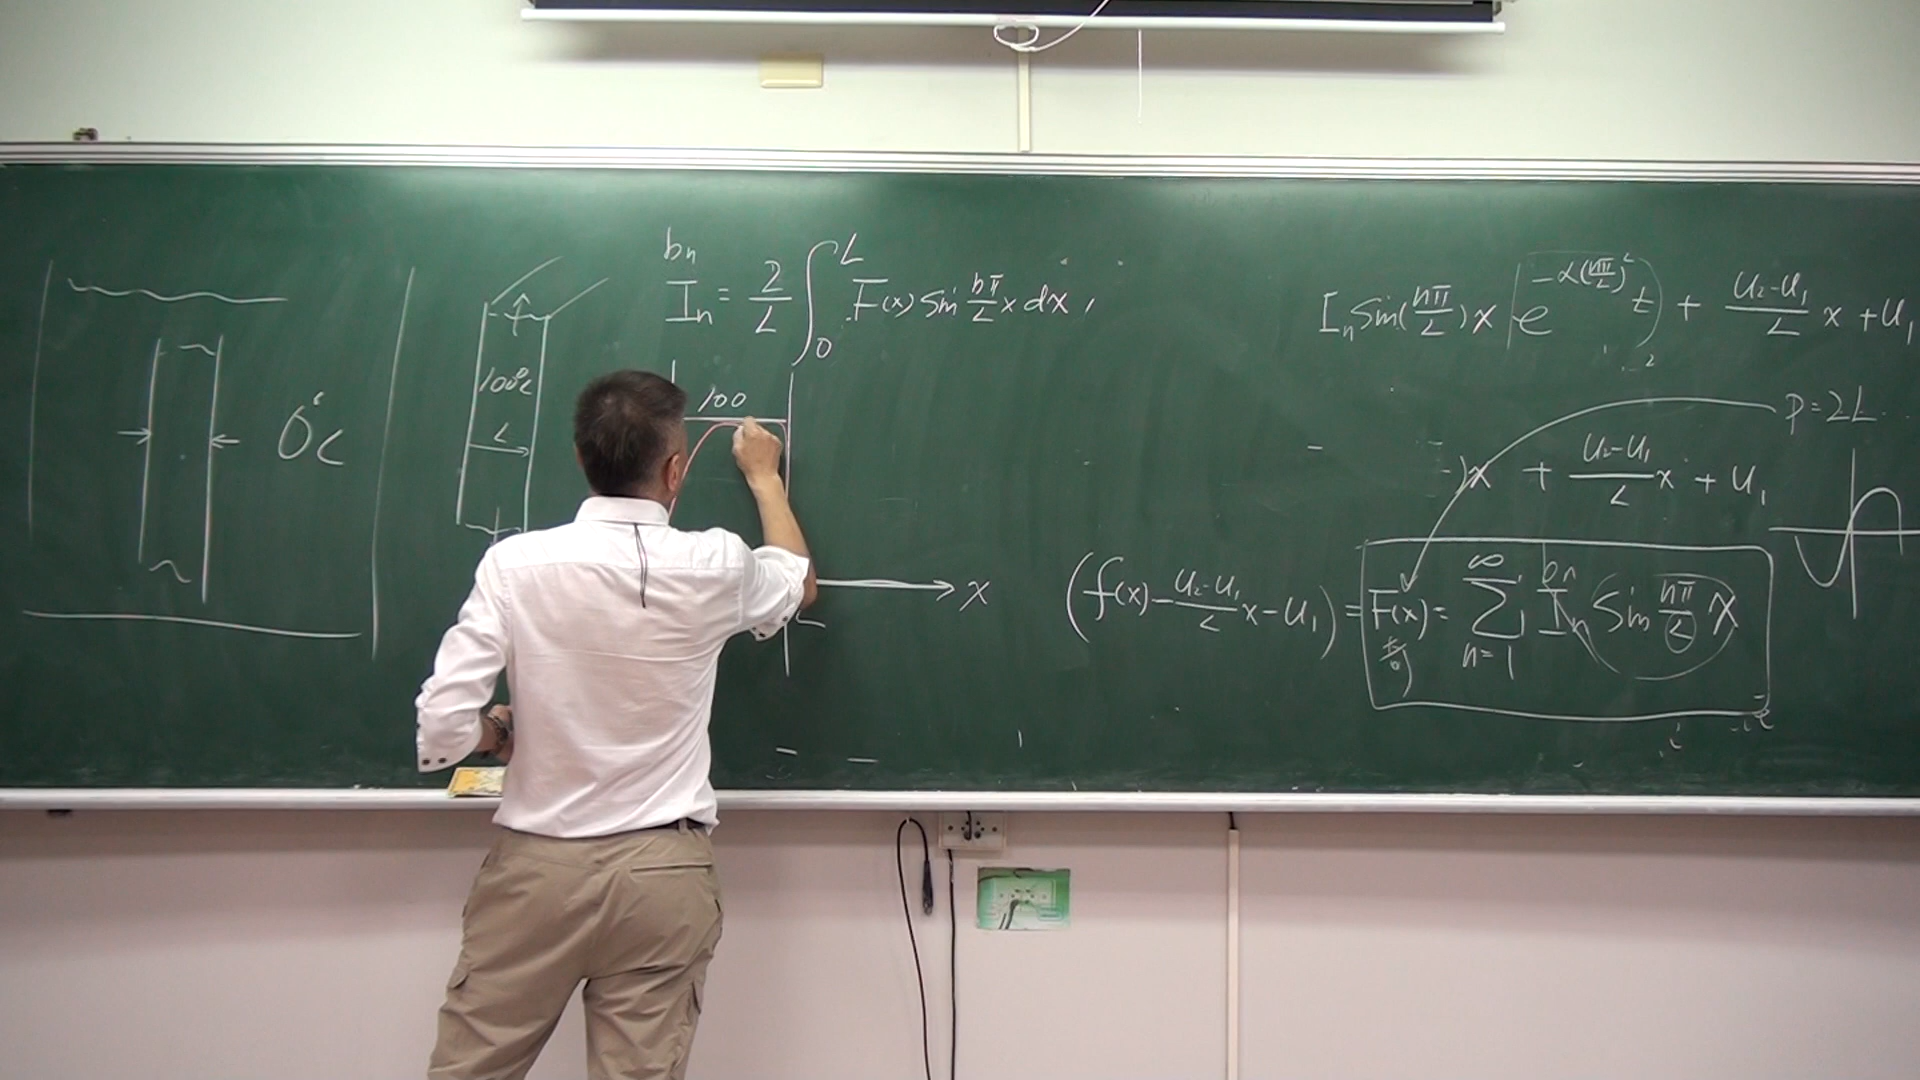 0°c
100°c
L
bn
In = 2/L ∫₀ᴸ F(x) sin nπ/L x dx,
100
x
L
In sin(nπ/L)x e^(-α(nπ/L)²t) + (u₂-u₁)/L x + u₁
p=2L
)x + (u₂-u₁)/L x + u₁
(f(x) - (u₂-u₁)/L x - u₁) = F(x) = ∑ₙ₌₁^∞ In sin nπ/L x
bn